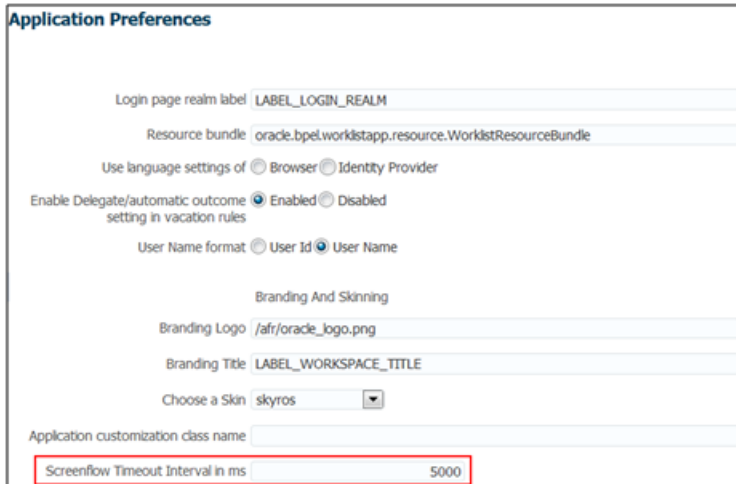 Application Preferences
Login page realm label LABEL_LOGIN_REALM
Resource bundle oracle.bpel.worklistapp.resource.WorklistResourceBundle
Use language settings of Browser Identity Provider
Enable Delegate/automatic outcome Enabled Disabled
setting in vacation rules
User Name format User Id User Name
Branding And Skinning
Branding Logo /afr/oracle_logo.png
Branding Title LABEL_WORKSPACE_TITLE
Choose a Skin skyros
Application customization class name
Screenflow Timeout Interval in ms 5000